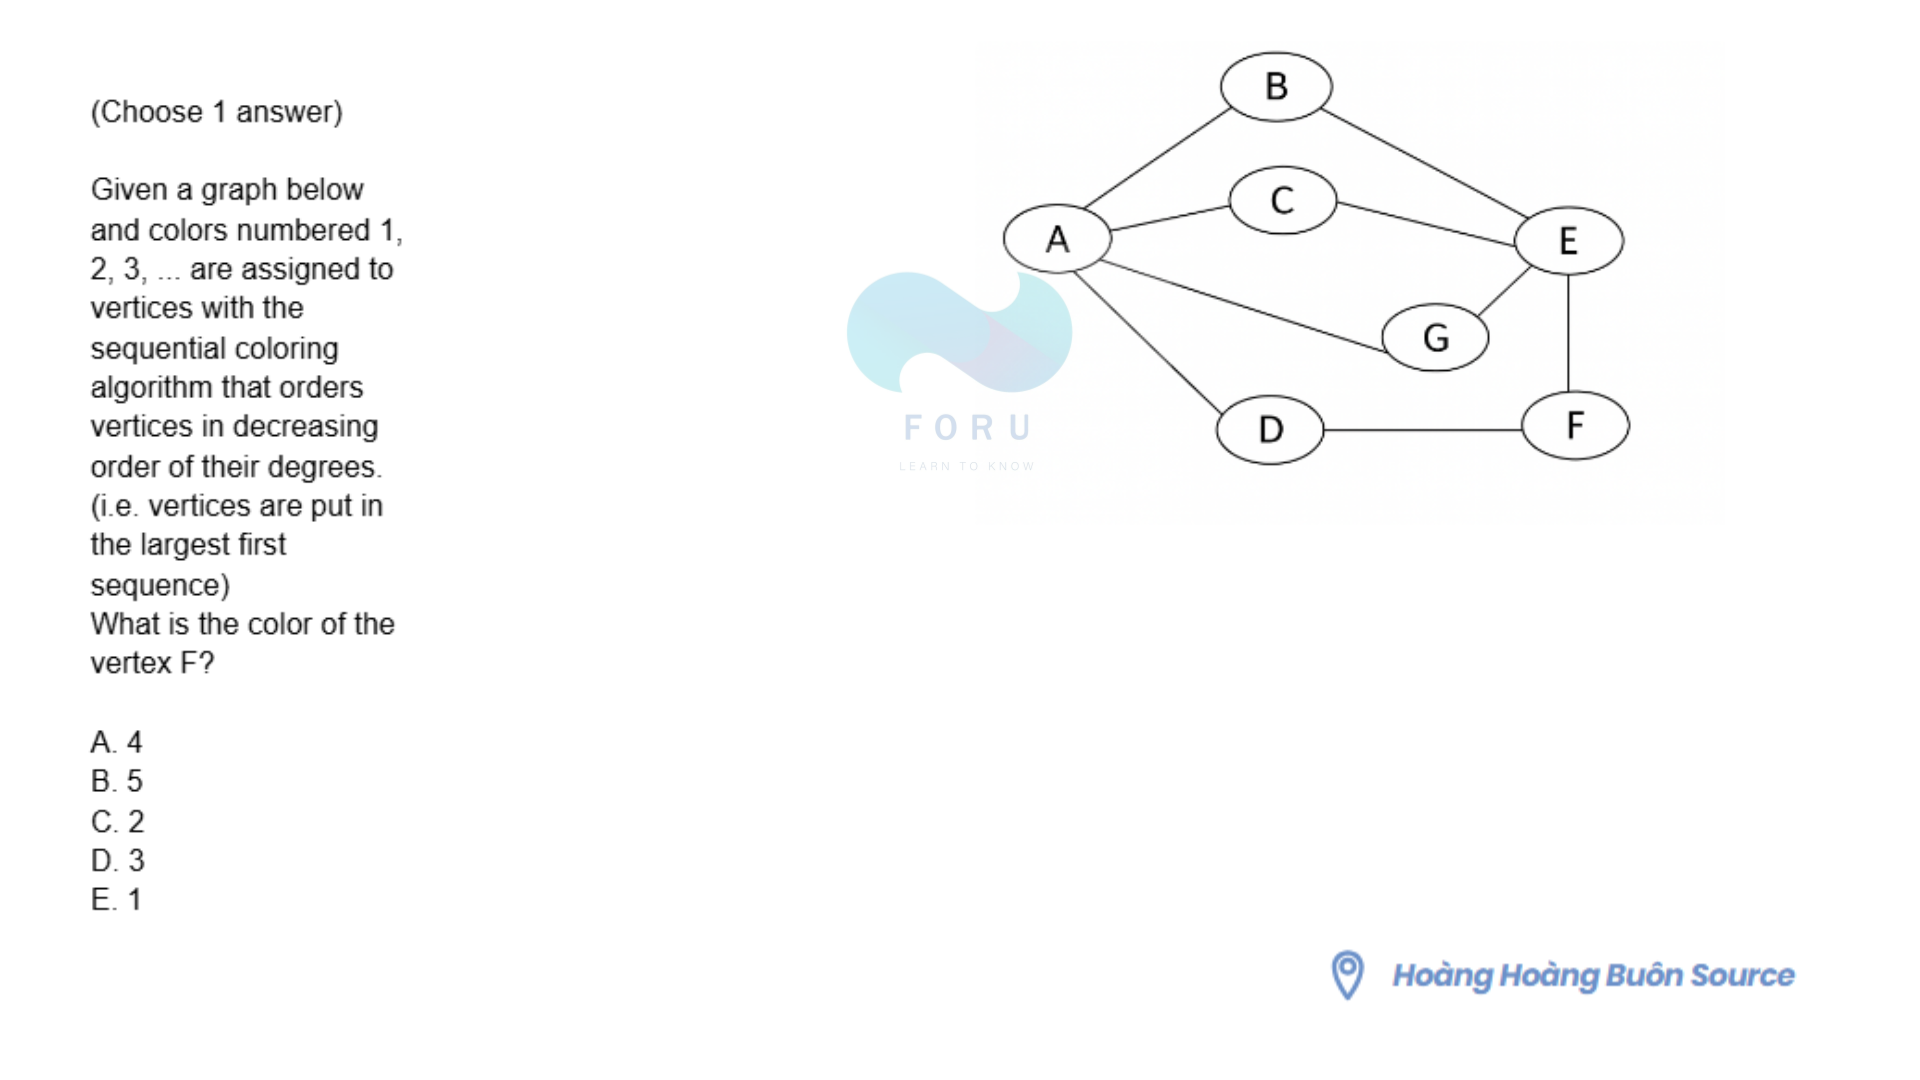 (Choose 1 answer)
Given a graph below
and colors numbered 1,
2, 3, ... are assigned to
vertices with the
sequential coloring
algorithm that orders
vertices in decreasing
order of their degrees.
(i.e. vertices are put in
the largest first
sequence)
What is the color of the
vertex F?
A. 4
B. 5
C. 2
D. 3
E. 1
B
C
A
E
G
D
F
FORU
LEARN TO KNOW
Hoàng Hoàng Buôn Source